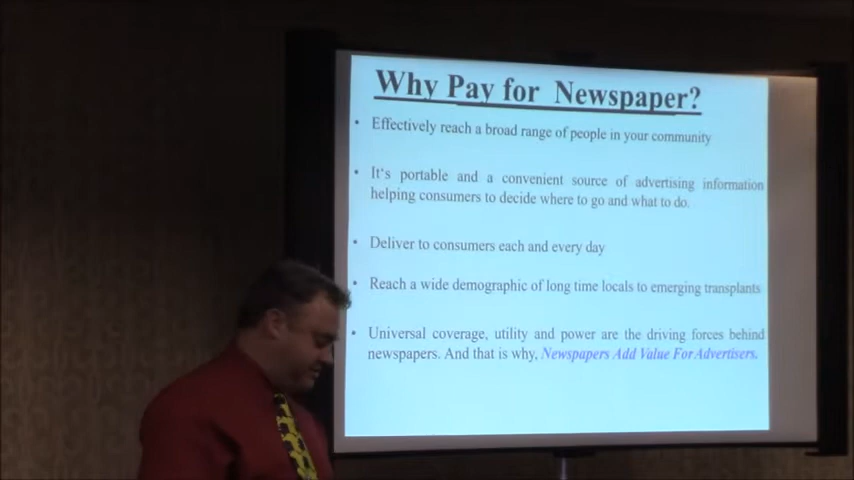 Why Pay for Newspaper?
• Effectively reach a broad range of people in your community
• It's portable and a convenient source of advertising information
helping consumers to decide where to go and what to do.
• Deliver to consumers each and every day
• Reach a wide demographic of long time locals to emerging transplants
• Universal coverage, utility and power are the driving forces behind
newspapers. And that is why, Newspapers Add Value For Advertisers.